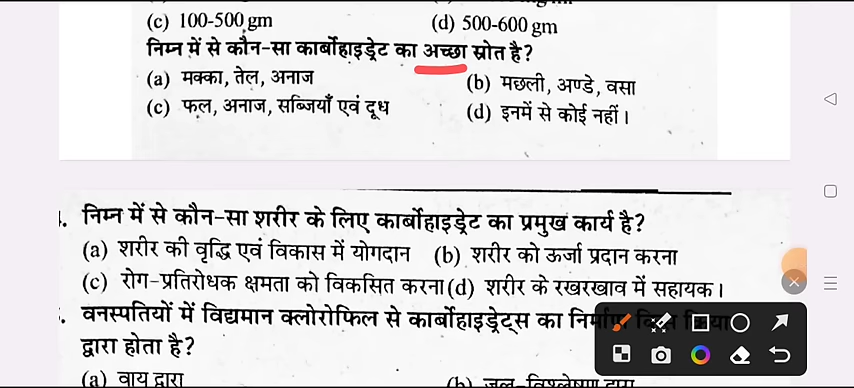 (c) 100-500 gm (d) 500-600 gm
निम्न में से कौन-सा कार्बोहाइड्रेट का अच्छा स्रोत है?
(a) मक्का, तेल, अनाज (b) मछली, अण्डे, वसा
(c) फल, अनाज, सब्जियाँ एवं दूध (d) इनमें से कोई नहीं।
निम्न में से कौन-सा शरीर के लिए कार्बोहाइड्रेट का प्रमुख कार्य है?
(a) शरीर की वृद्धि एवं विकास में योगदान (b) शरीर को ऊर्जा प्रदान करना
(c) रोग-प्रतिरोधक क्षमता को विकसित करना (d) शरीर के रखरखाव में सहायक।
वनस्पतियों में विद्यमान क्लोरोफिल से कार्बोहाइड्रेट्स का निर्माण किस क्रिया
द्वारा होता है?
(a) वायु द्वारा (b) जल-विश्लेषण द्वारा